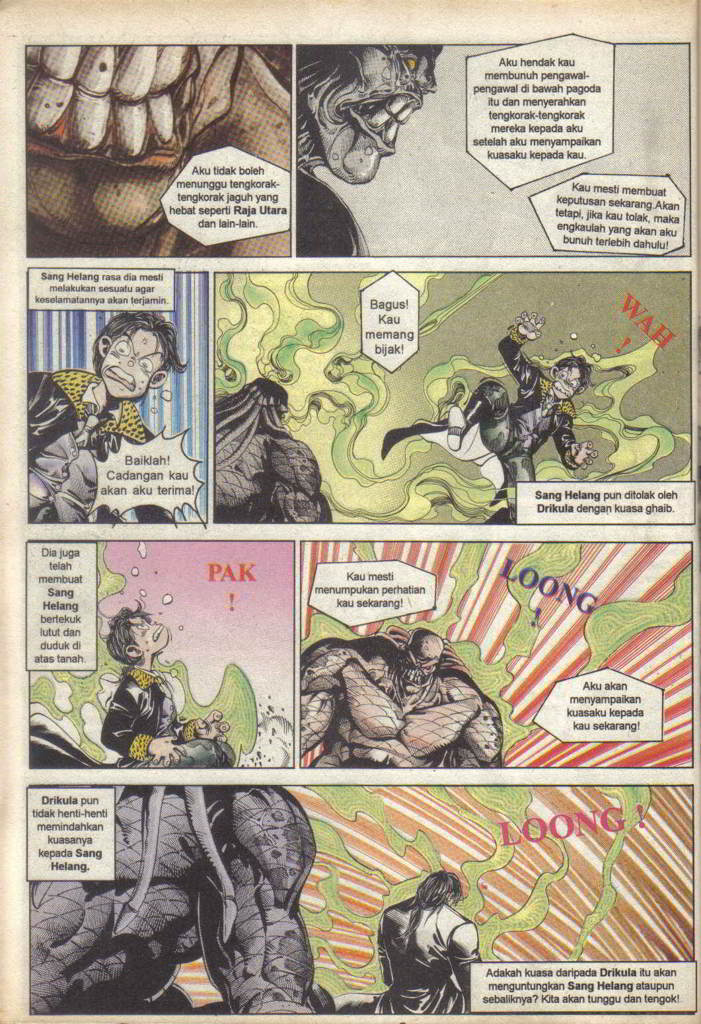 Aku tidak boleh
menunggu tengkorak-
tengkorak jaguh yang
hebat seperti Raja Utara
dan lain-lain.
Aku hendak kau
membunuh pengawal-
pengawal di bawah pagoda
itu dan menyerahkan
tengkorak-tengkorak
mereka kepada aku
setelah aku menyampaikan
kuasaku kepada kau.
Kau mesti membuat
keputusan sekarang.Akan
tetapi, jika kau tolak, maka
engkaulah yang akan aku
bunuh terlebih dahulu!
Sang Helang rasa dia mesti
melakukan sesuatu agar
keselamatannya akan terjamin.
Baiklah!
Cadangan kau
akan aku terima!
Bagus!
Kau
memang
bijak!
WAH
!
Sang Helang pun ditolak oleh
Drikula dengan kuasa ghaib.
Dia juga
telah
membuat
Sang
Helang
bertekuk
lutut dan
duduk di
atas tanah.
PAK
!
Kau mesti
menumpukan perhatian
kau sekarang!
LOONG
!
Aku akan
menyampaikan
kuasaku kepada
kau sekarang!
Drikula pun
tidak henti-henti
memindahkan
kuasanya
kepada Sang
Helang.
LOONG !
Adakah kuasa daripada Drikula itu akan
menguntungkan Sang Helang ataupun
sebaliknya? Kita akan tunggu dan tengok!